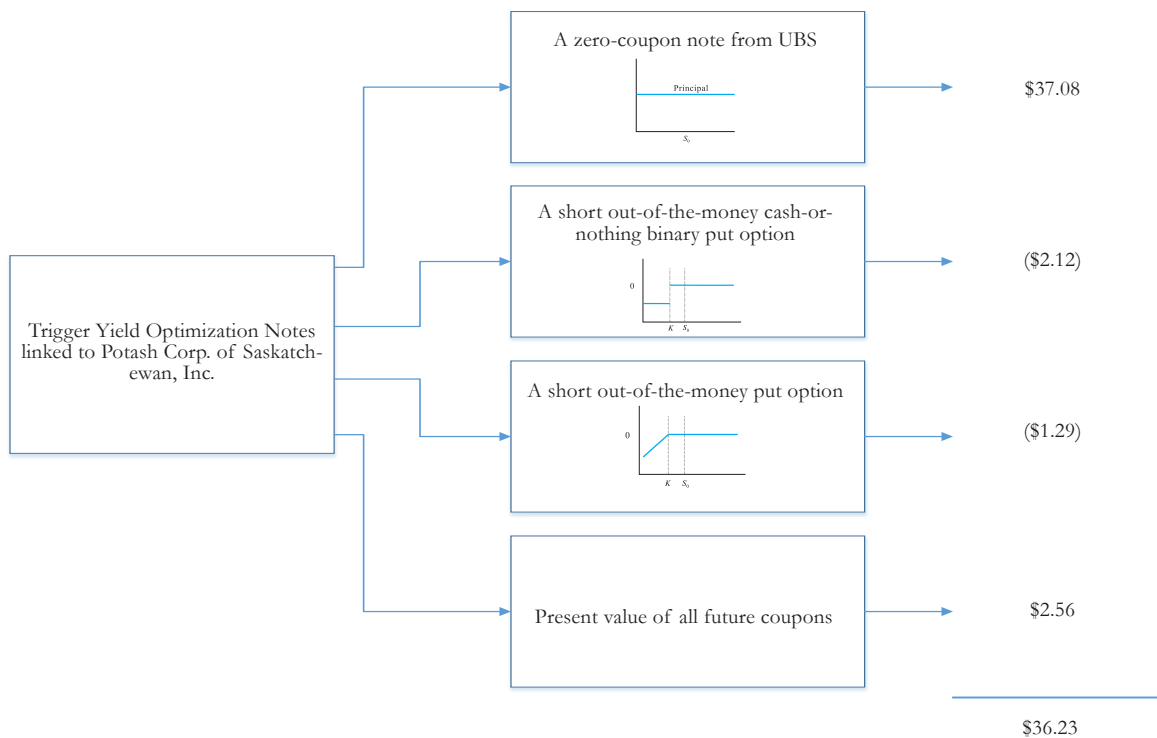 A zero-coupon note from UBS
Principal
S0
$37.08
A short out-of-the-money cash-or-
nothing binary put option
0
K
S0
($2.12)
Trigger Yield Optimization Notes
linked to Potash Corp. of Saskatch-
ewan, Inc.
A short out-of-the-money put option
0
K
S0
($1.29)
Present value of all future coupons
$2.56
$36.23